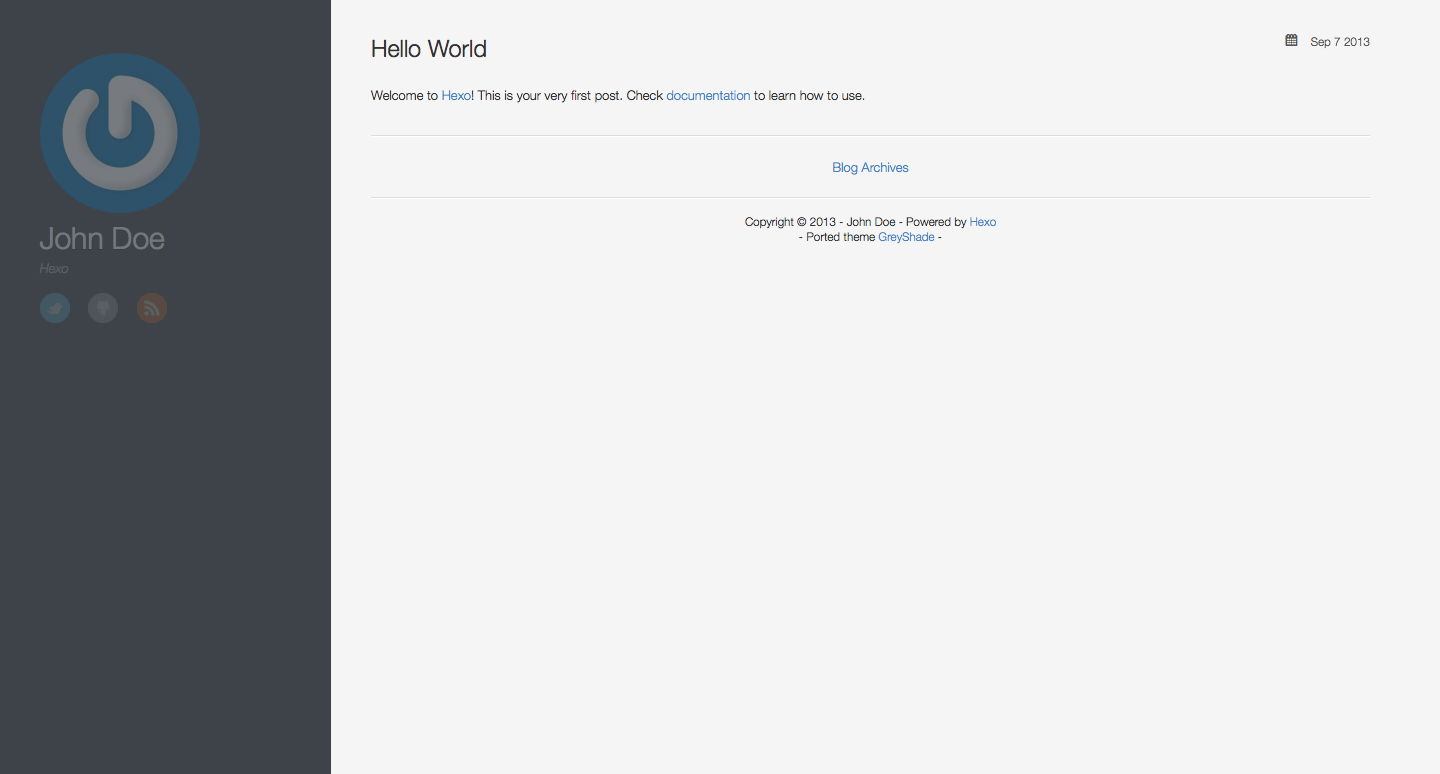 John Doe
Hexo
Hello World
Sep 7 2013
Welcome to Hexo! This is your very first post. Check documentation to learn how to use.
Blog Archives
Copyright © 2013 - John Doe - Powered by Hexo
- Ported theme GreyShade -